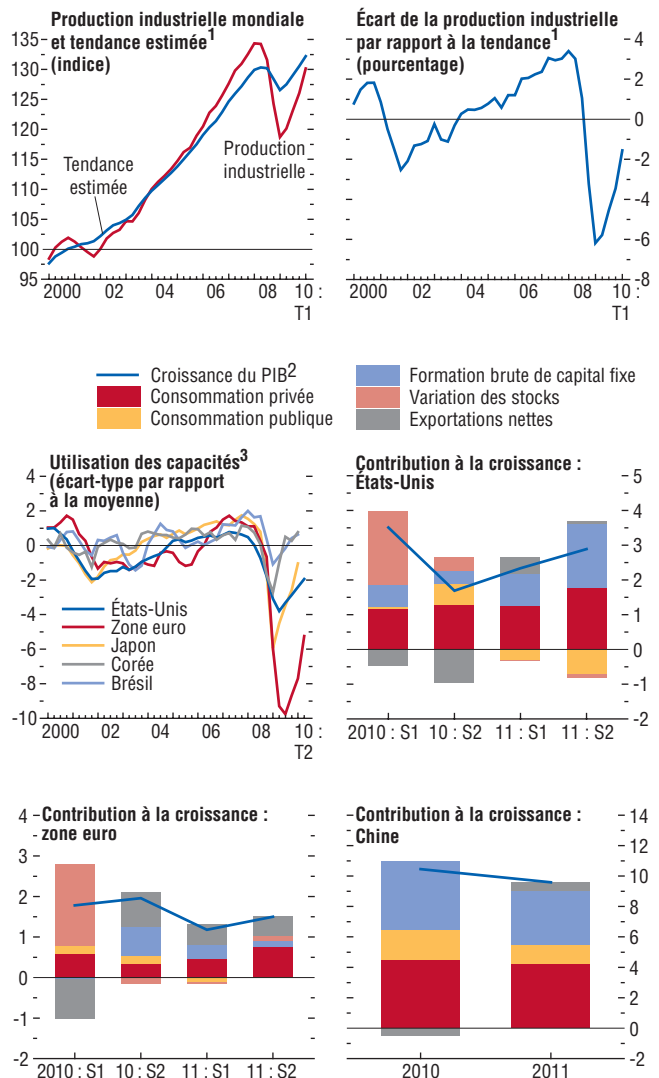 Production industrielle mondiale
et tendance estimée1
(indice)
135
130
125
120
115
110
105
100
95
Tendance
estimée
Production
industrielle
2000 02 04 06 08 10 :
T1
Écart de la production industrielle
par rapport à la tendance1
(pourcentage)
4
2
0
-2
-4
-6
-8
2000 02 04 06 08 10 :
T1
Croissance du PIB2
Consommation privée
Consommation publique
Formation brute de capital fixe
Variation des stocks
Exportations nettes
Utilisation des capacités3
(écart-type par rapport
à la moyenne)
4
2
0
-2
-4
-6
-8
-10
États-Unis
Zone euro
Japon
Corée
Brésil
2000 02 04 06 08 10 :
T2
Contribution à la croissance :
États-Unis
5
4
3
2
1
0
-1
-2
2010 : S1 10 : S2 11 : S1 11 : S2
Contribution à la croissance :
zone euro
4
3
2
1
0
-1
-2
2010 : S1 10 : S2 11 : S1 11 : S2
Contribution à la croissance :
Chine
14
12
10
8
6
4
2
0
-2
2010 2011